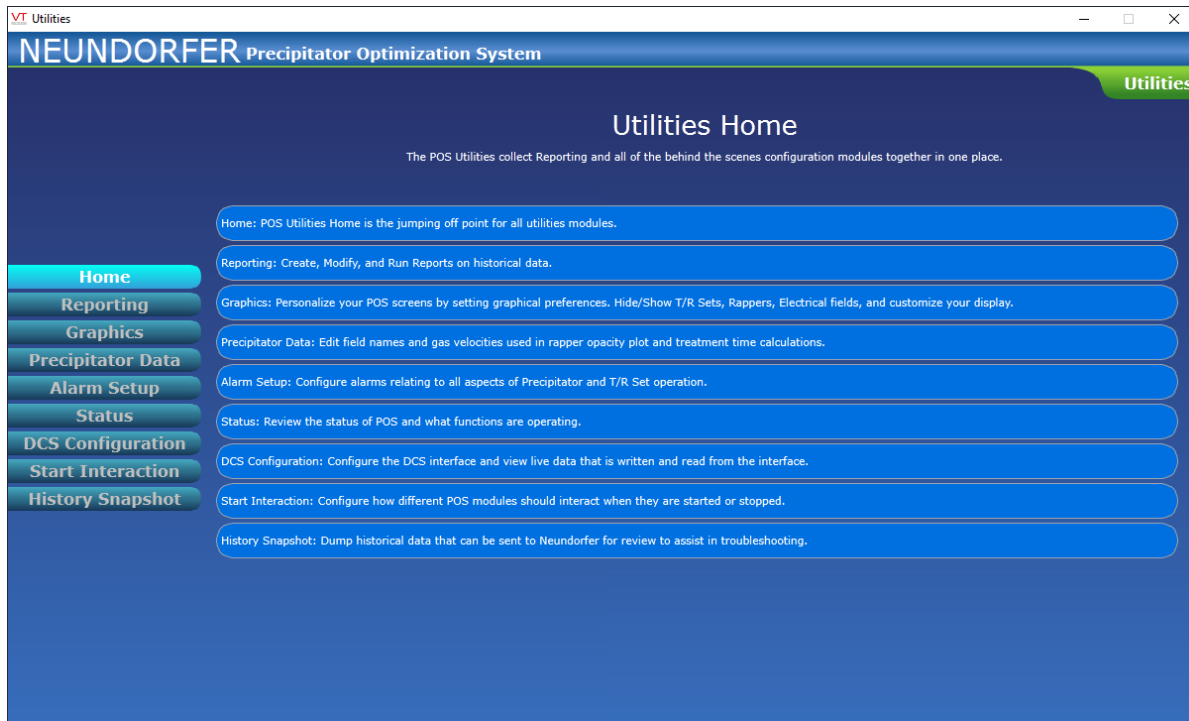 VT Utilities
NEUNDORFER Precipitator Optimization System
Utilities
Utilities Home
The POS Utilities collect Reporting and all of the behind the scenes configuration modules together in one place.
Home: POS Utilities Home is the jumping off point for all utilities modules.
Reporting: Create, Modify, and Run Reports on historical data.
Graphics: Personalize your POS screens by setting graphical preferences. Hide/Show T/R Sets, Rappers, Electrical fields, and customize your display.
Precipitator Data: Edit field names and gas velocities used in rapper opacity plot and treatment time calculations.
Alarm Setup: Configure alarms relating to all aspects of Precipitator and T/R Set operation.
Status: Review the status of POS and what functions are operating.
DCS Configuration: Configure the DCS interface and view live data that is written and read from the interface.
Start Interaction: Configure how different POS modules should interact when they are started or stopped.
History Snapshot: Dump historical data that can be sent to Neundorfer for review to assist in troubleshooting.
Home
Reporting
Graphics
Precipitator Data
Alarm Setup
Status
DCS Configuration
Start Interaction
History Snapshot